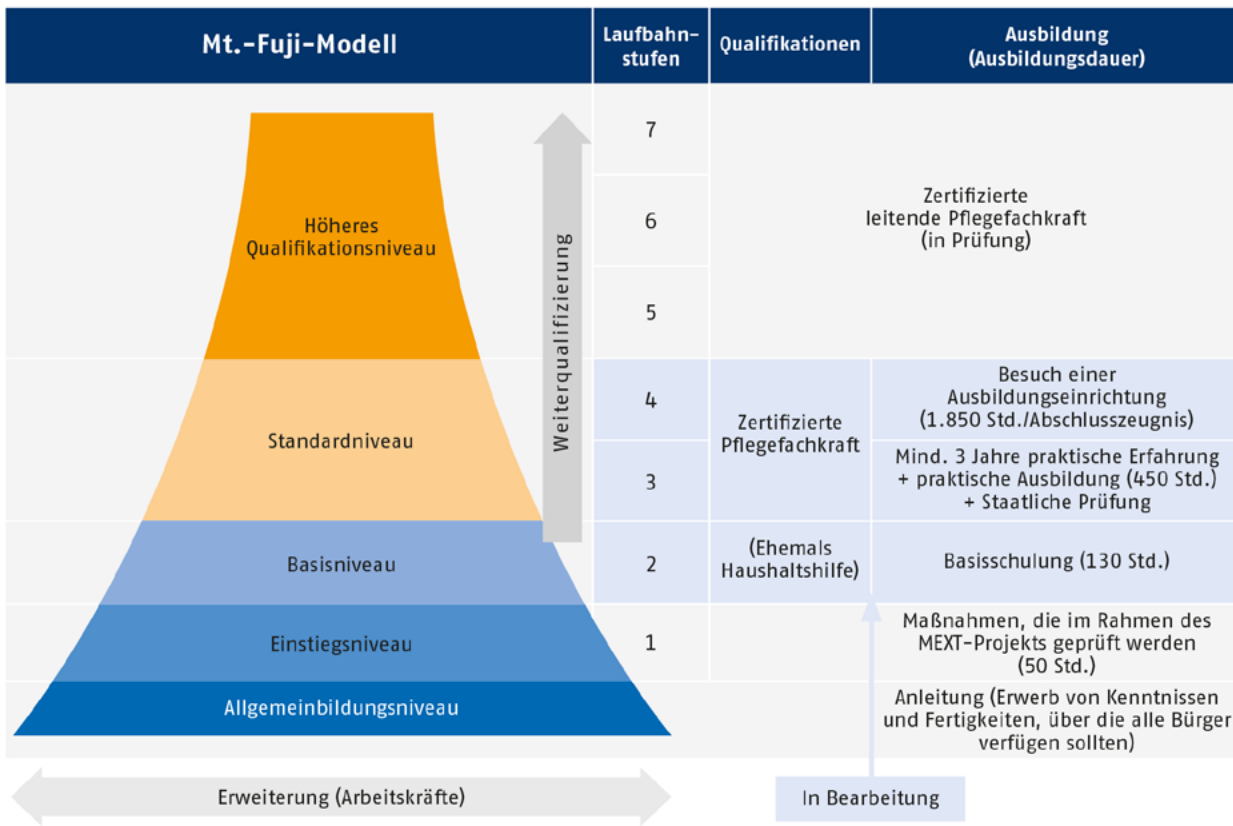 Mt.-Fuji-Modell
Laufbahn-
stufen
Qualifikationen
Ausbildung
(Ausbildungsdauer)
Höheres
Qualifikationsniveau
Standardniveau
Basisniveau
Einstiegsniveau
Allgemeinbildungsniveau
Weiterqualifizierung
7
6
5
Zertifizierte
leitende Pflegefachkraft
(in Prüfung)
4
Zertifizierte
Pflegefachkraft
Besuch einer
Ausbildungseinrichtung
(1.850 Std./Abschlusszeugnis)
3
Mind. 3 Jahre praktische Erfahrung
+ praktische Ausbildung (450 Std.)
+ Staatliche Prüfung
2
(Ehemals
Haushaltshilfe)
Basisschulung (130 Std.)
1
Maßnahmen, die im Rahmen des
MEXT-Projekts geprüft werden
(50 Std.)
Anleitung (Erwerb von Kenntnissen
und Fertigkeiten, über die alle Bürger
verfügen sollten)
Erweiterung (Arbeitskräfte)
In Bearbeitung